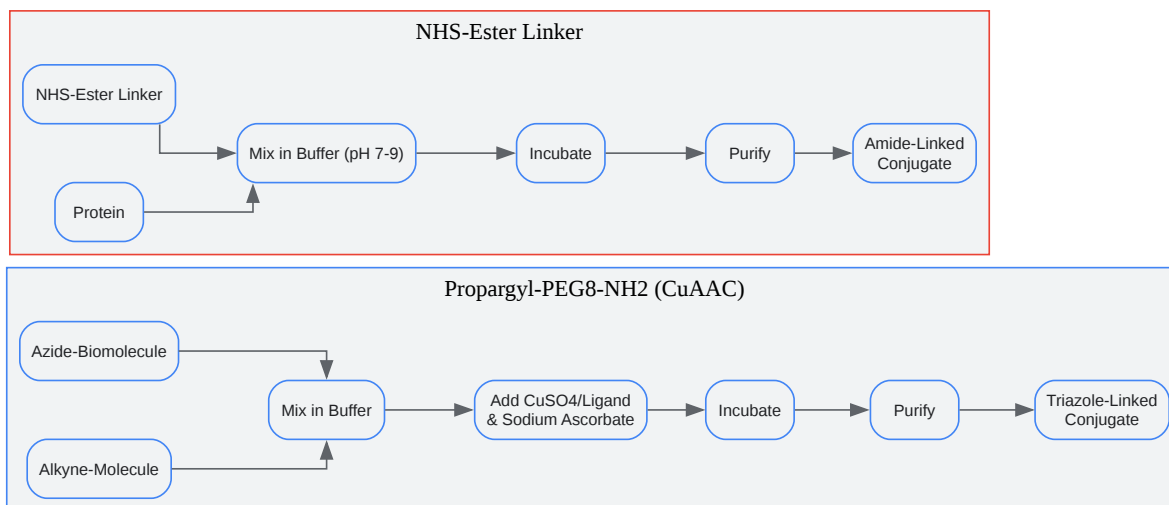 NHS-Ester Linker
NHS-Ester Linker
Mix in Buffer (pH 7-9)
Incubate
Purify
Amide-Linked
Conjugate
Protein
Propargyl-PEG8-NH2 (CuAAC)
Azide-Biomolecule
Mix in Buffer
Add CuSO4/Ligand
& Sodium Ascorbate
Incubate
Purify
Triazole-Linked
Conjugate
Alkyne-Molecule